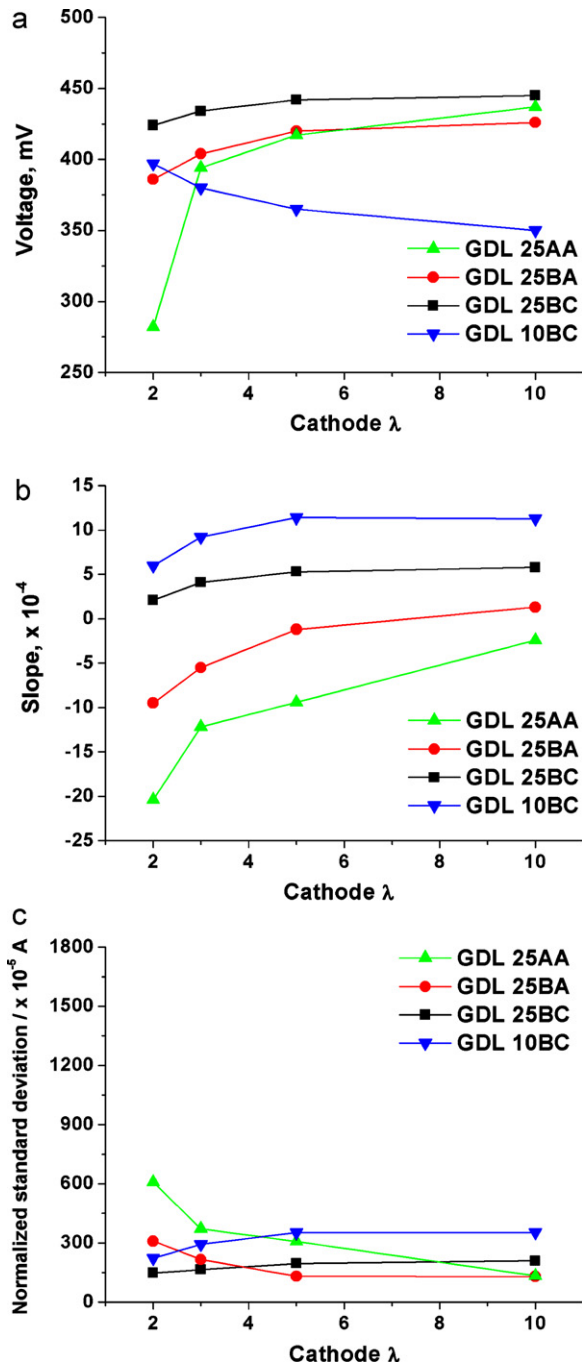 a
500
450
400
350
300
250
Voltage, mV
GDL 25AA
GDL 25BA
GDL 25BC
GDL 10BC
2
4
6
8
10
Cathode λ
b
15
10
5
0
-5
-10
-15
-20
-25
Slope, x 10⁻⁴
GDL 25AA
GDL 25BA
GDL 25BC
GDL 10BC
2
4
6
8
10
Cathode λ
C
1800
1500
1200
900
600
300
0
Normalized standard deviation / x 10⁻⁵ A
GDL 25AA
GDL 25BA
GDL 25BC
GDL 10BC
2
4
6
8
10
Cathode λ